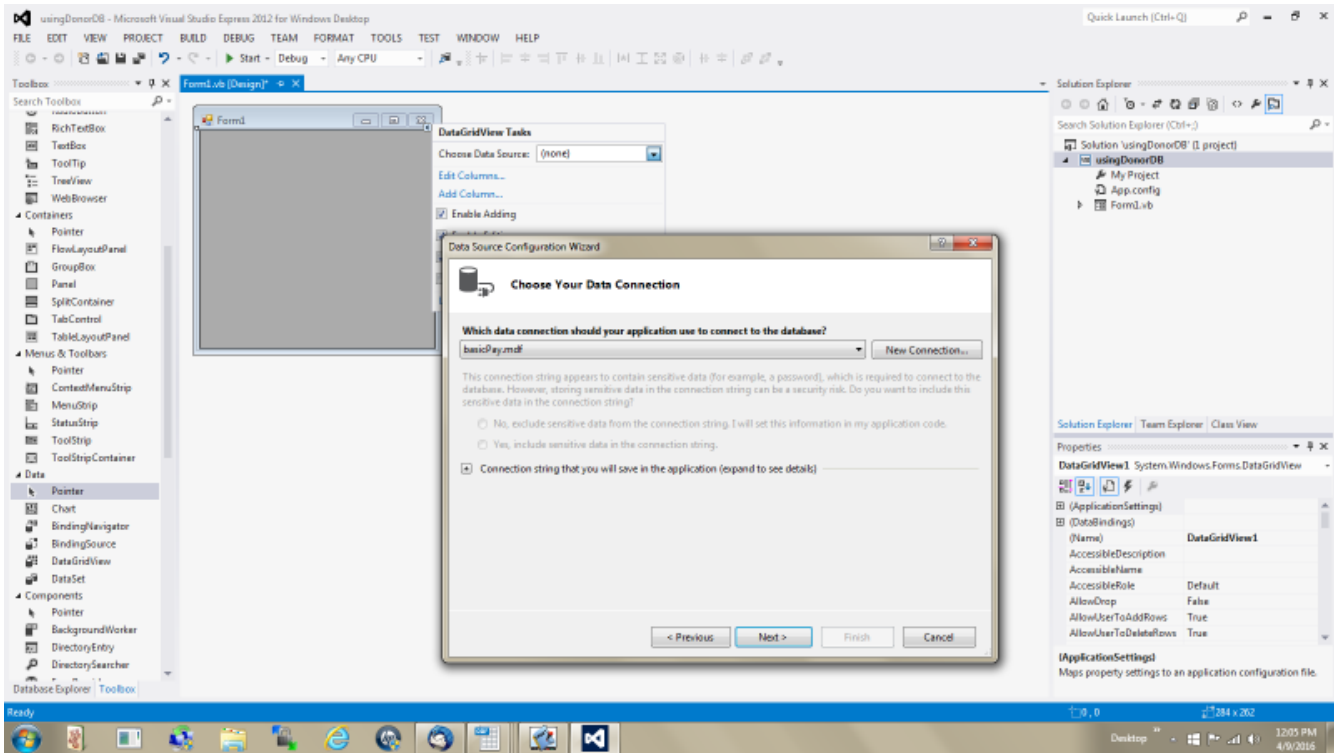 usingDonorDB - Microsoft Visual Studio Express 2012 for Windows Desktop
Quick Launch (Ctrl+Q)
FILE EDIT VIEW PROJECT BUILD DEBUG TEAM FORMAT TOOLS TEST WINDOW HELP
Start - Debug Any CPU
Toolbox
Form1.vb [Design]*
Solution Explorer
Search Toolbox
RichTextBox
TextBox
ToolTip
TreeView
WebBrowser
Containers
Pointer
FlowLayoutPanel
GroupBox
Panel
SplitContainer
TabControl
TableLayoutPanel
Menus & Toolbars
Pointer
ContextMenuStrip
MenuStrip
StatusStrip
ToolStrip
ToolStripContainer
Data
Pointer
Chart
BindingNavigator
BindingSource
DataGridView
DataSet
Components
Pointer
BackgroundWorker
DirectoryEntry
DirectorySearcher
Database Explorer Toolbox
Form1
DataGridView Tasks
Choose Data Source: (none)
Edit Columns...
Add Column...
Enable Adding
Data Source Configuration Wizard
Choose Your Data Connection
Which data connection should your application use to connect to the database?
basicPay.mdf
New Connection...
This connection string appears to contain sensitive data (for example, a password), which is required to connect to the
database. However, storing sensitive data in the connection string can be a security risk. Do you want to include this
sensitive data in the connection string?
No, exclude sensitive data from the connection string. I will set this information in my application code.
Yes, include sensitive data in the connection string.
Connection string that you will save in the application (expand to see details)
< Previous Next > Finish Cancel
Search Solution Explorer (Ctrl+;)
Solution 'usingDonorDB' (1 project)
usingDonorDB
My Project
App.config
Form1.vb
Solution Explorer Team Explorer Class View
Properties
DataGridView1 System.Windows.Forms.DataGridView
(ApplicationSettings)
(DataBindings)
(Name) DataGridView1
AccessibleDescription
AccessibleName
AccessibleRole Default
AllowDrop False
AllowUserToAddRows True
AllowUserToDeleteRows True
(ApplicationSettings)
Maps property settings to an application configuration file.
Ready
0 , 0
284 x 262
Desktop
12:05 PM
4/9/2016